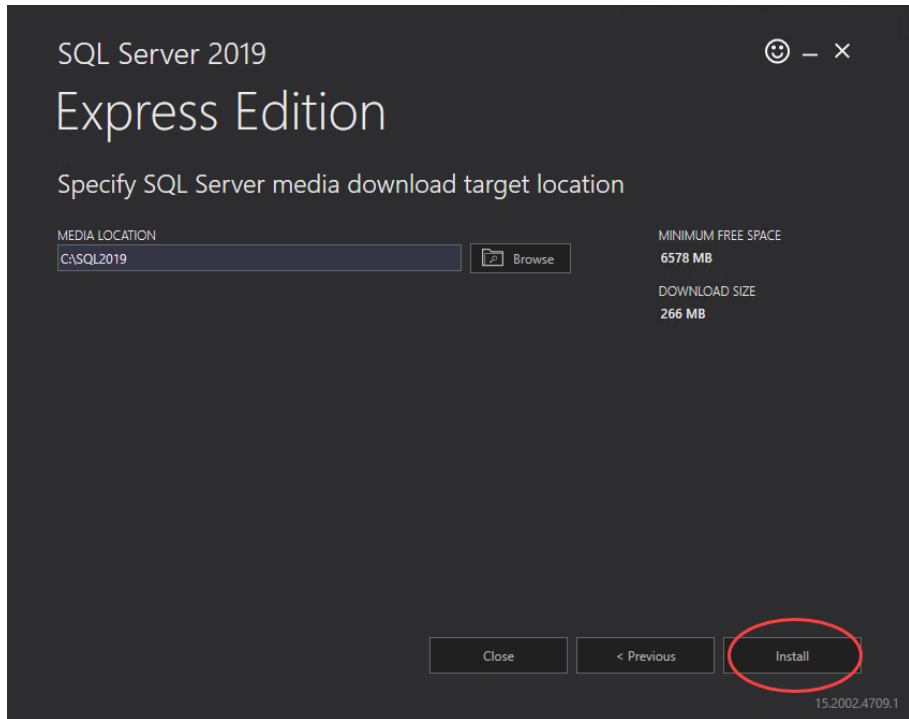 SQL Server 2019
Express Edition
Specify SQL Server media download target location
MEDIA LOCATION
C:\SQL2019
Browse
MINIMUM FREE SPACE
6578 MB
DOWNLOAD SIZE
266 MB
Close
< Previous
Install
15.2002.4709.1